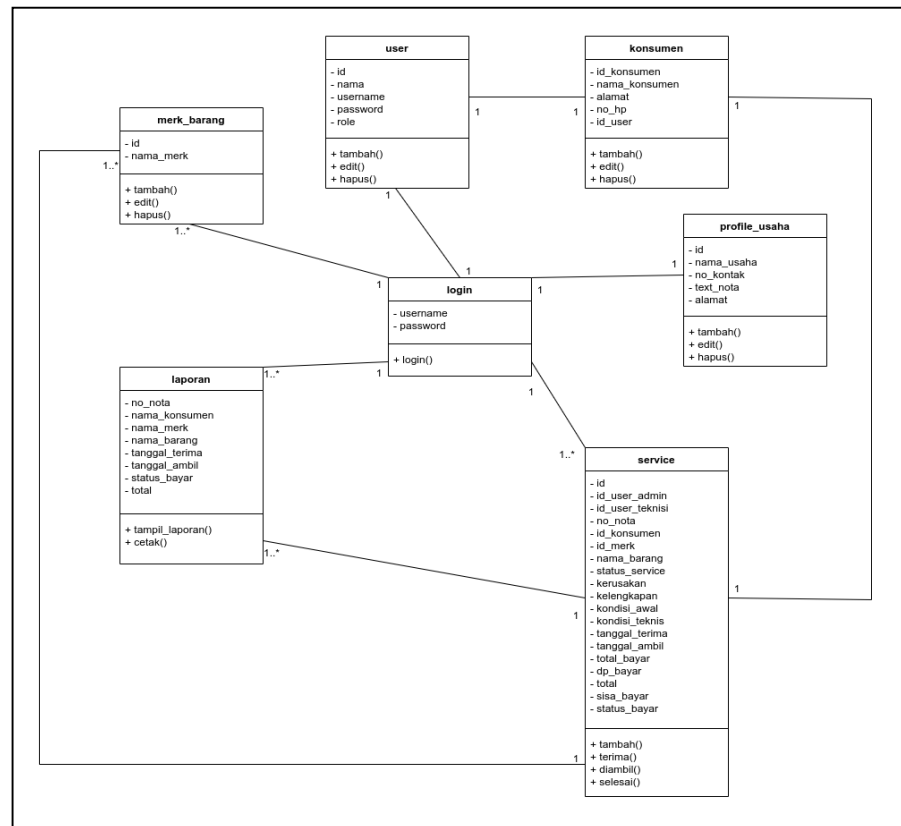 user
- id
- nama
- username
- password
- role
+ tambah()
+ edit()
+ hapus()
1
1
1
konsumen
- id_konsumen
- nama_konsumen
- alamat
- no_hp
- id_user
+ tambah()
+ edit()
+ hapus()
1
merk_barang
- id
- nama_merk
+ tambah()
+ edit()
+ hapus()
1..*
1..*
profile_usaha
- id
- nama_usaha
- no_kontak
- text_nota
- alamat
+ tambah()
+ edit()
+ hapus()
1
login
- username
- password
+ login()
1
1
1
1
1
laporan
- no_nota
- nama_konsumen
- nama_merk
- nama_barang
- tanggal_terima
- tanggal_ambil
- status_bayar
- total
+ tampil_laporan()
+ cetak()
1..*
1..*
service
- id
- id_user_admin
- id_user_teknisi
- no_nota
- id_konsumen
- id_merk
- nama_barang
- status_service
- kerusakan
- kelengkapan
- kondisi_awal
- kondisi_teknis
- tanggal_terima
- tanggal_ambil
- total_bayar
- dp_bayar
- total
- sisa_bayar
- status_bayar
+ tambah()
+ terima()
+ diambil()
+ selesai()
1..*
1
1
1